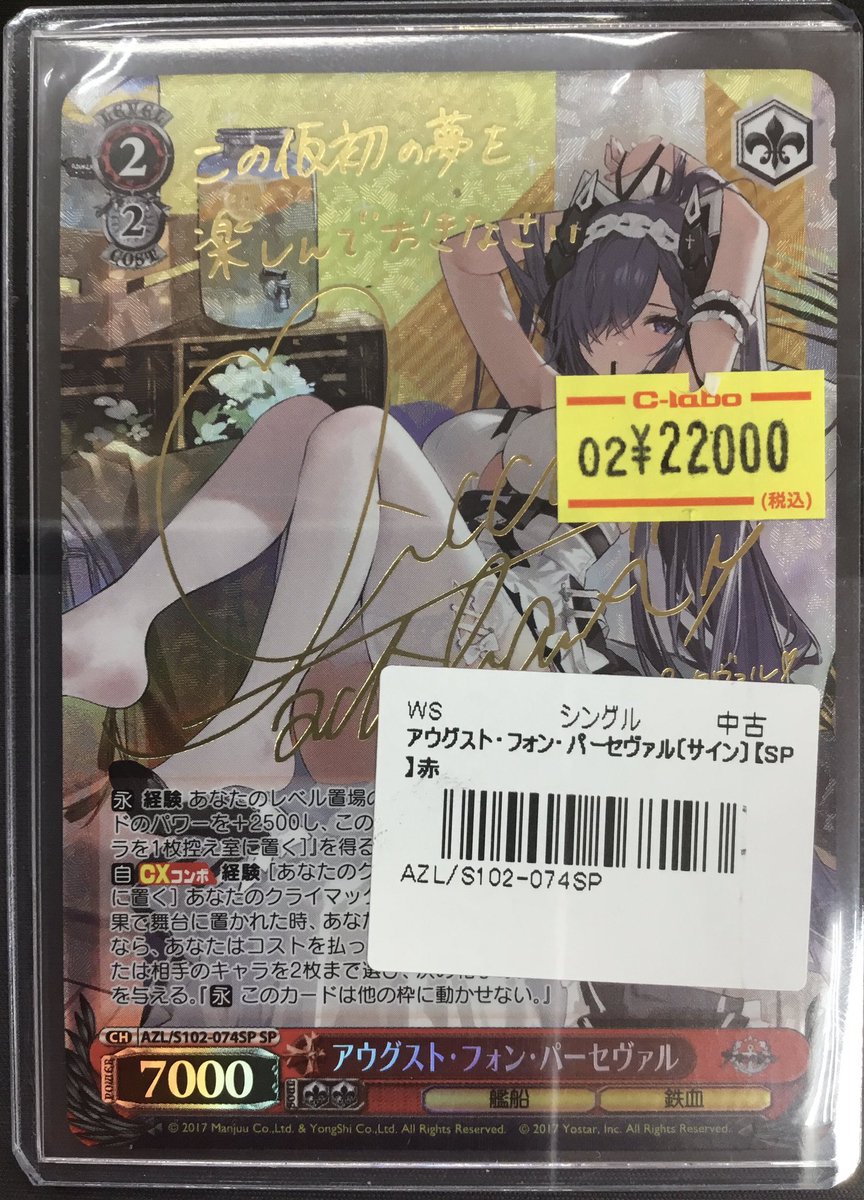 LEVEL
2
2
COST
この仮初の夢を
楽しんでおきなさい
C-labo
02¥22000
(税込)
WS シングル 中古
アウグスト・フォン・パーセヴァル〔サイン〕【SP
】赤
AZL/S102-074SP
永 経験 あなたのレベル置場の
ドのパワーを+2500し、この
ラを1枚控え室に置く］』を得る
自 CXコンボ 経験 ［あなたのク
に置く］ あなたのクライマック
果で舞台に置かれた時、あなた
なら、あなたはコストを払っ
たは相手のキャラを2枚まで選び、次の
を与える。『永 このカードは他の枠に動かせない。』
CH AZL/S102-074SP SP アウグスト・フォン・パーセヴァル
POWER 7000 SOUL 艦船 鉄血
© 2017 Manjuu Co.,Ltd. & YongShi Co.,Ltd. All Rights Reserved. © 2017 Yostar, Inc. All Rights Reserved.